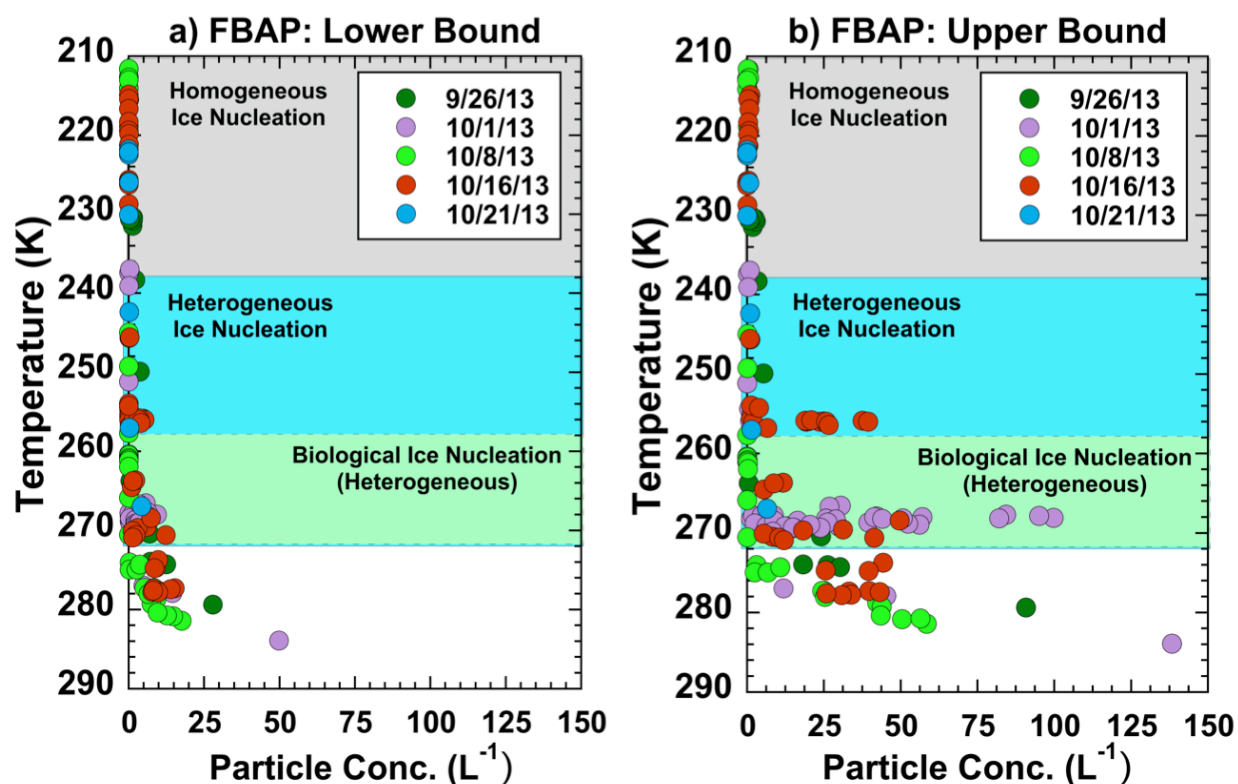 a) FBAP: Lower Bound
210
220
230
240
250
260
270
280
290
Temperature (K)
Homogeneous
Ice Nucleation
9/26/13
10/1/13
10/8/13
10/16/13
10/21/13
Heterogeneous
Ice Nucleation
Biological Ice Nucleation
(Heterogeneous)
0 25 50 75 100 125 150
Particle Conc. (L⁻¹)
b) FBAP: Upper Bound
210
220
230
240
250
260
270
280
290
Temperature (K)
Homogeneous
Ice Nucleation
9/26/13
10/1/13
10/8/13
10/16/13
10/21/13
Heterogeneous
Ice Nucleation
Biological Ice Nucleation
(Heterogeneous)
0 25 50 75 100 125 150
Particle Conc. (L⁻¹)